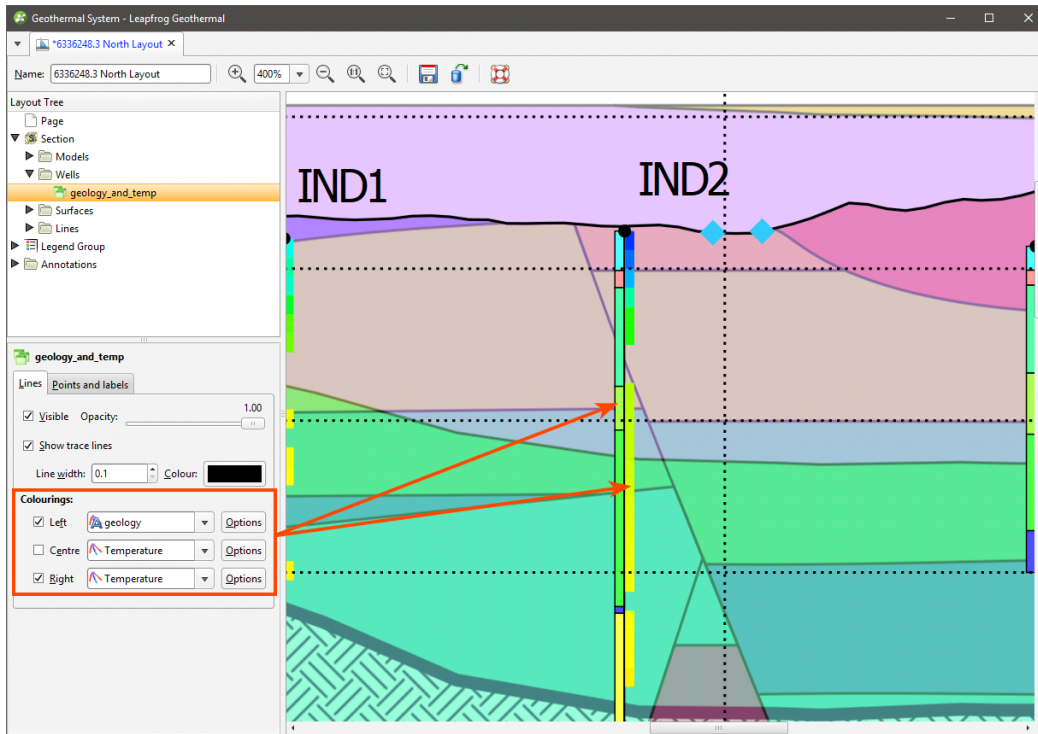 Geothermal System - Leapfrog Geothermal
*6336248.3 North Layout
Name: 6336248.3 North Layout
400%
Layout Tree
Page
Section
Models
Wells
geology_and_temp
Surfaces
Lines
Legend Group
Annotations
geology_and_temp
Lines Points and labels
Visible Opacity: 1.00
Show trace lines
Line width: 0.1 Colour:
Colourings:
Left geology Options
Centre Temperature Options
Right Temperature Options
IND1
IND2